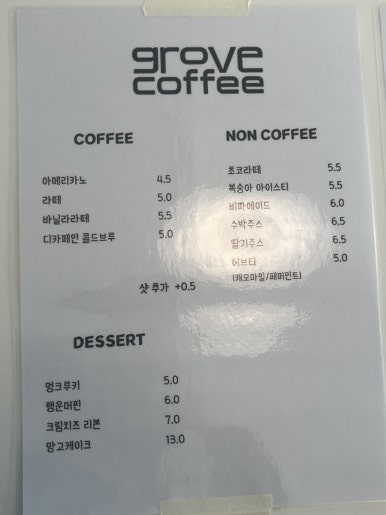 grove
coffee
COFFEE
아메리카노 4.5
라떼 5.0
바닐라라떼 5.5
디카페인 콜드브루 5.0
샷 추가 +0.5
NON COFFEE
초코라떼 5.5
복숭아 아이스티 5.5
비파에이드 6.0
수박주스 6.5
딸기주스 6.5
허브티 5.0
(캐모마일/페퍼민트)
DESSERT
멍크루키 5.0
행운머핀 6.0
크림치즈 리본 7.0
망고케이크 13.0